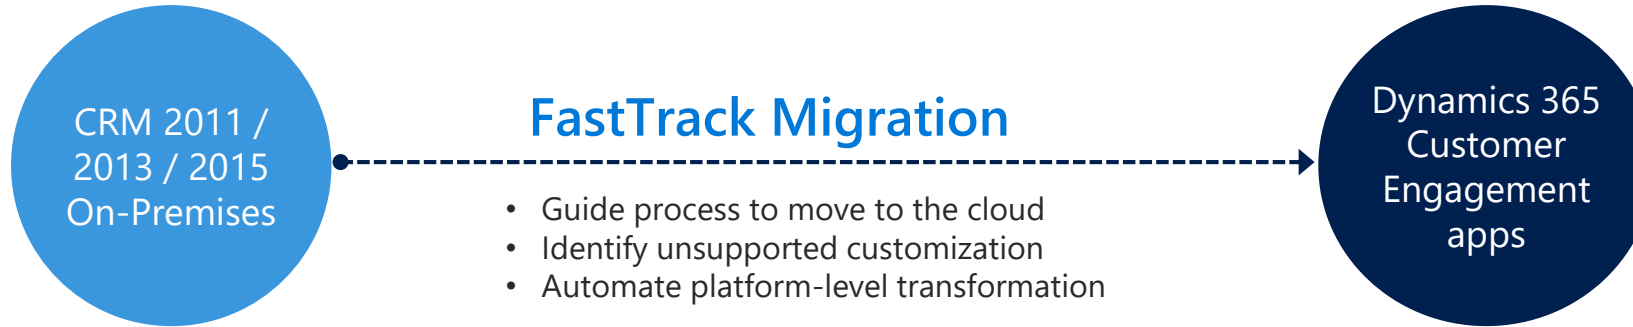 CRM 2011 /
2013 / 2015
On-Premises
FastTrack Migration
• Guide process to move to the cloud
• Identify unsupported customization
• Automate platform-level transformation
Dynamics 365
Customer
Engagement
apps